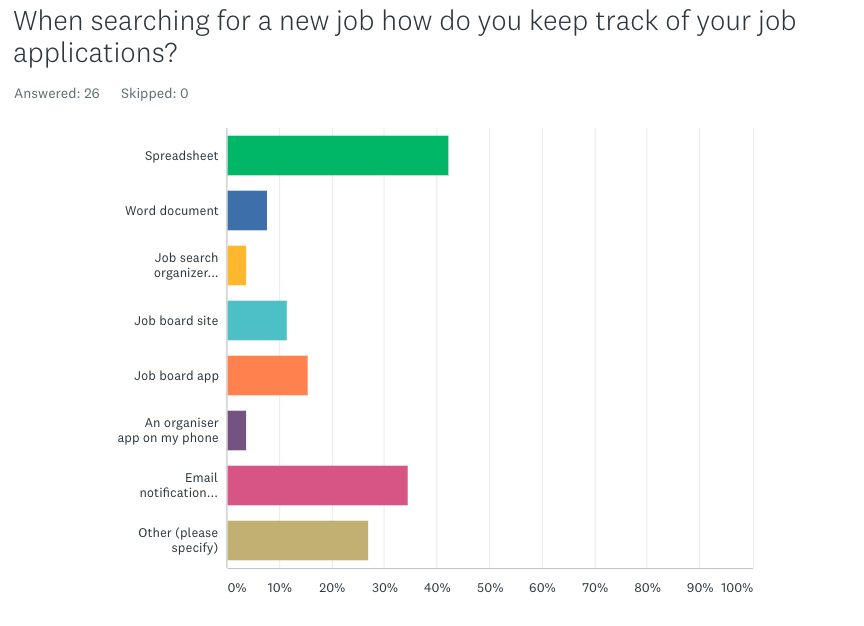 When searching for a new job how do you keep track of your job
applications?
Answered: 26 Skipped: 0
Spreadsheet
Word document
Job search
organizer...
Job board site
Job board app
An organiser
app on my phone
Email
notification...
Other (please
specify)
0% 10% 20% 30% 40% 50% 60% 70% 80% 90% 100%